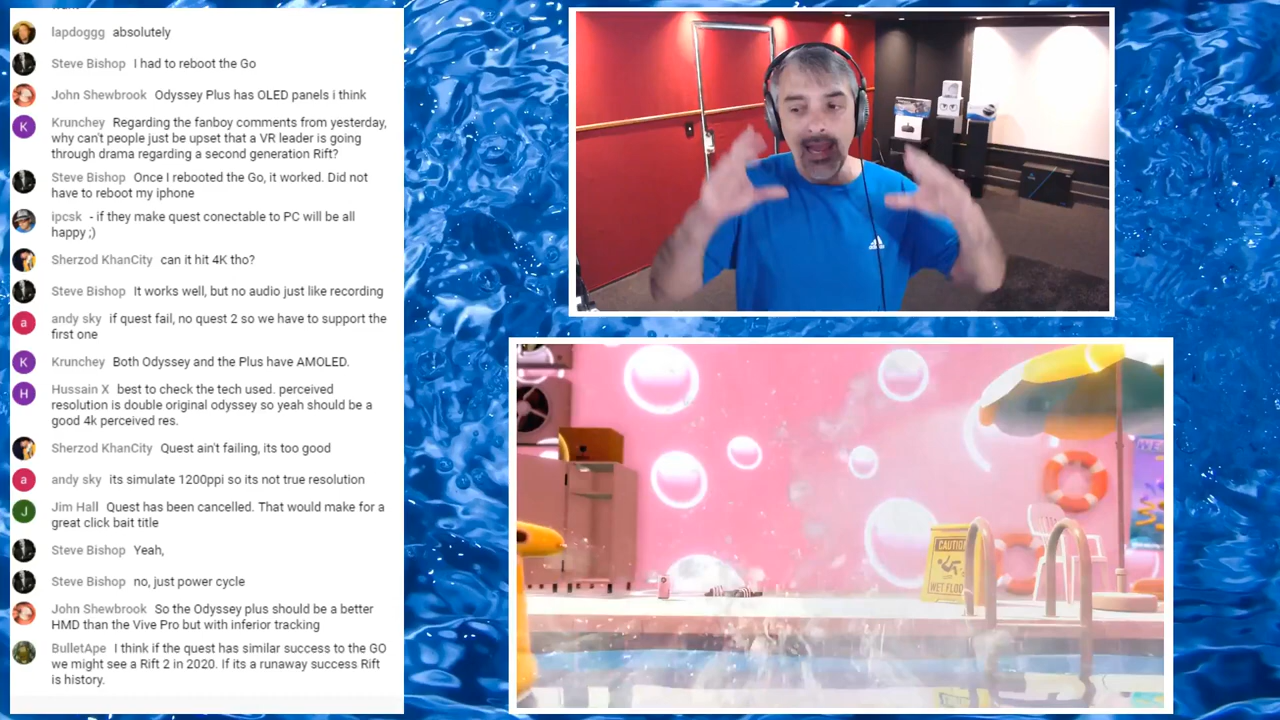 lapdoggg absolutely
Steve Bishop I had to reboot the Go
John Shewbrook Odyssey Plus has OLED panels i think
K Krunchey Regarding the fanboy comments from yesterday,
why can't people just be upset that a VR leader is going
through drama regarding a second generation Rift?
Steve Bishop Once I rebooted the Go, it worked. Did not
have to reboot my iphone
ipcsk - if they make quest conectable to PC will be all
happy ;)
Sherzod KhanCity can it hit 4K tho?
Steve Bishop It works well, but no audio just like recording
a andy sky if quest fail, no quest 2 so we have to support the
first one
K Krunchey Both Odyssey and the Plus have AMOLED.
H Hussain X best to check the tech used. perceived
resolution is double original odyssey so yeah should be a
good 4k perceived res.
Sherzod KhanCity Quest ain't failing, its too good
a andy sky its simulate 1200ppi so its not true resolution
J Jim Hall Quest has been cancelled. That would make for a
great click bait title
Steve Bishop Yeah,
Steve Bishop no, just power cycle
John Shewbrook So the Odyssey plus should be a better
HMD than the Vive Pro but with inferior tracking
BulletApe I think if the quest has similar success to the GO
we might see a Rift 2 in 2020. If its a runaway success Rift
is history.
adidas
CAUTION
WET FLOO